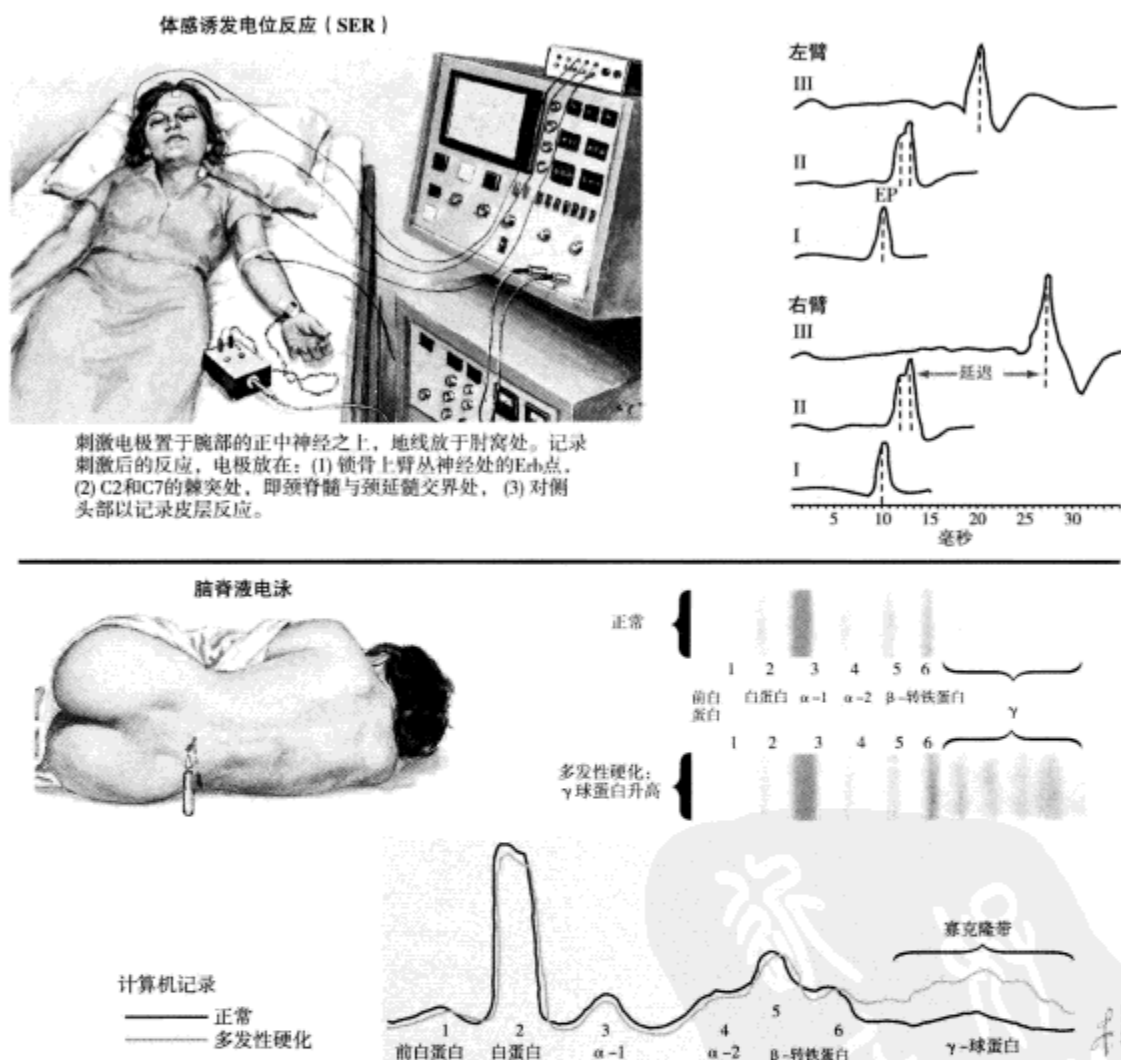 体感诱发电位反应（SER）
刺激电极置于腕部的正中神经之上，地线放于肘窝处。记录
刺激后的反应，电极放在：(1) 锁骨上臂丛神经处的Erb点，
(2) C2和C7的棘突处，即颈脊髓与颈延髓交界处，(3) 对侧
头部以记录皮层反应。
左臂
III
II
EP
I
右臂
III
延迟
II
I
5 10 15 20 25 30
毫秒
脑脊液电泳
正常
1 2 3 4 5 6
前白
蛋白
白蛋白 α-1 α-2 β-转铁蛋白
γ
1 2 3 4 5 6
多发性硬化：
γ球蛋白升高
寡克隆带
计算机记录
正常
多发性硬化
1 2 3 4 5 6
前白蛋白 白蛋白 α-1 α-2 β-转铁蛋白 γ-球蛋白